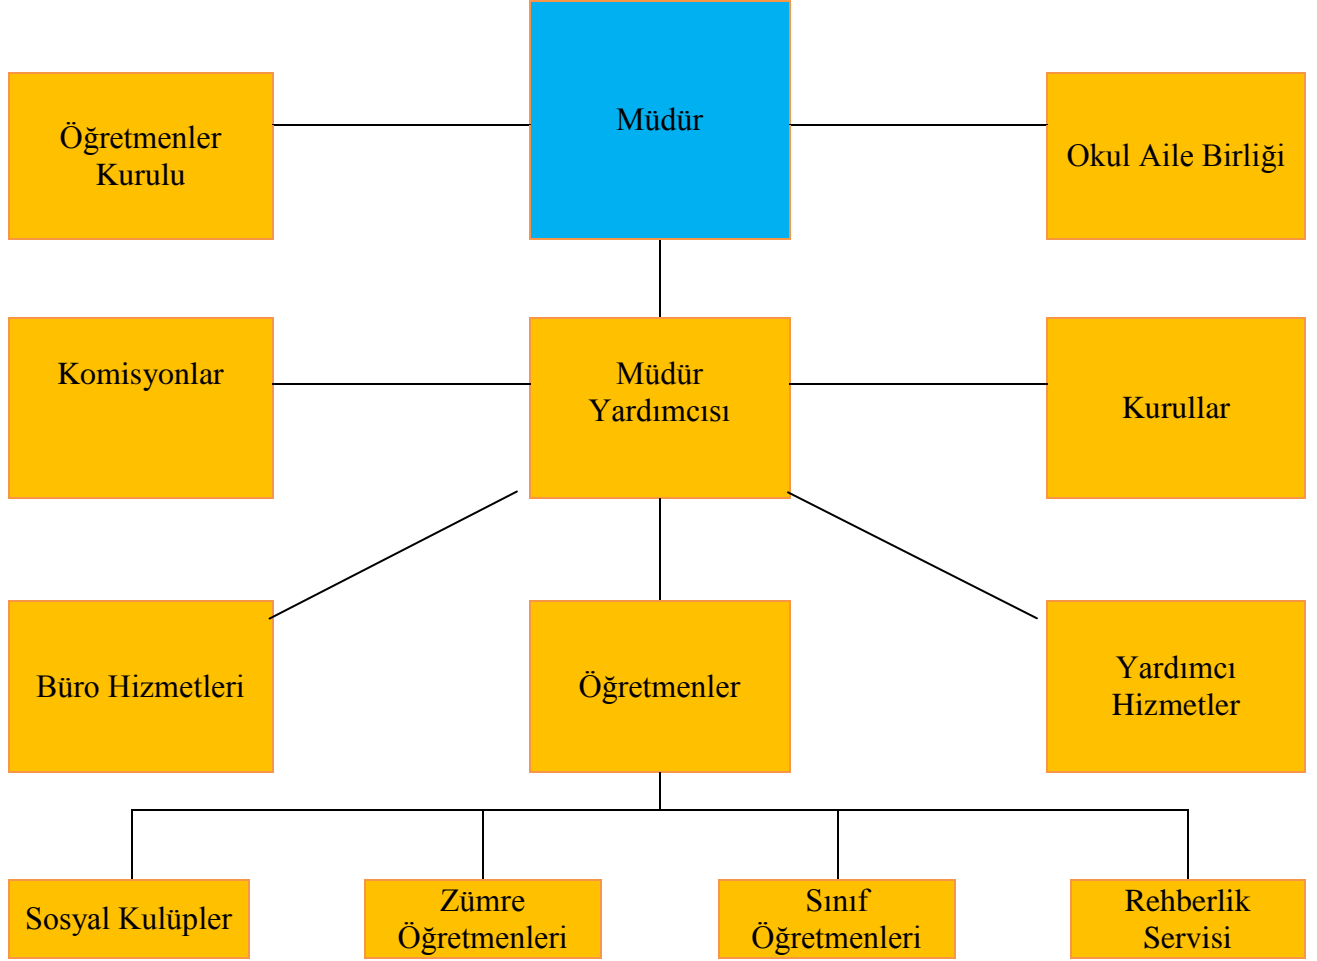 Müdür
Öğretmenler
Kurulu
Okul Aile Birliği
Komisyonlar
Müdür
Yardımcısı
Kurullar
Büro Hizmetleri
Öğretmenler
Yardımcı
Hizmetler
Sosyal Kulüpler
Zümre
Öğretmenleri
Sınıf
Öğretmenleri
Rehberlik
Servisi